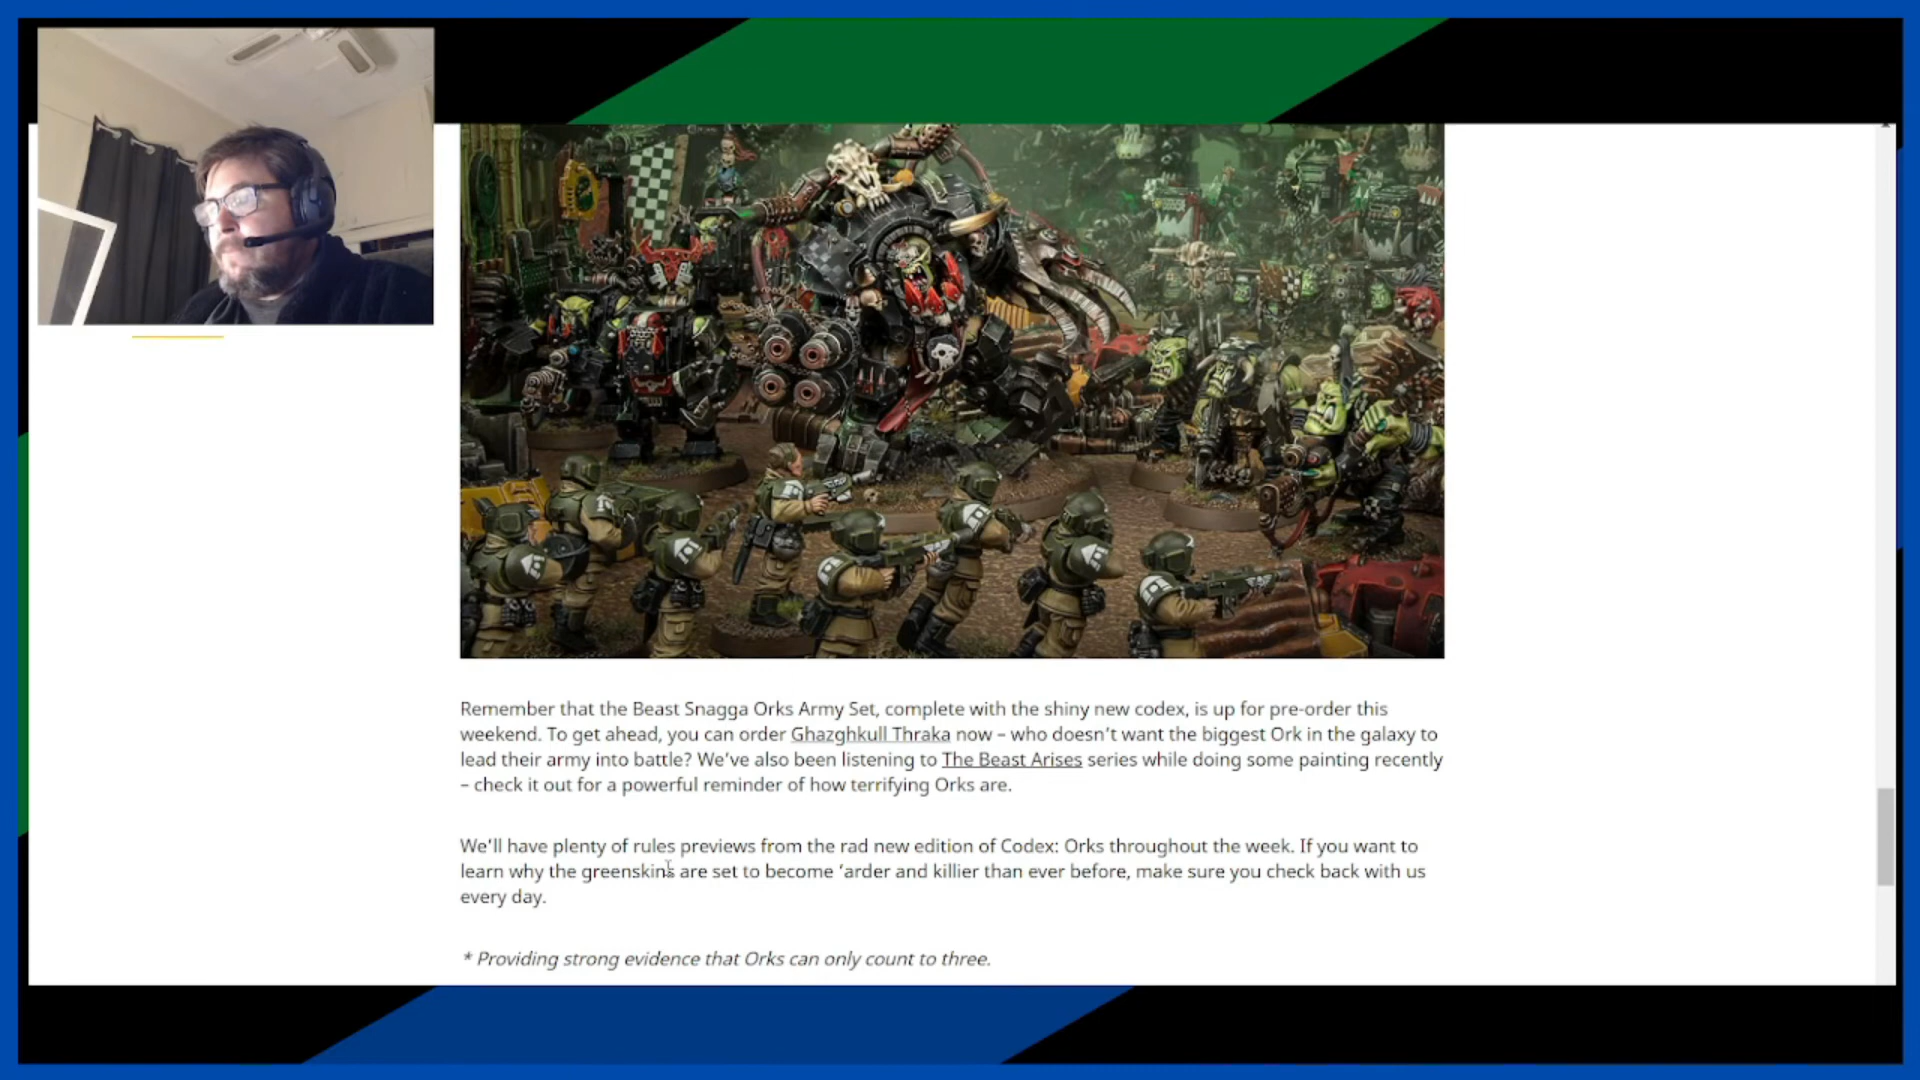 Remember that the Beast Snagga Orks Army Set, complete with the shiny new codex, is up for pre-order this
weekend. To get ahead, you can order Ghazghkull Thraka now – who doesn't want the biggest Ork in the galaxy to
lead their army into battle? We've also been listening to The Beast Arises series while doing some painting recently
– check it out for a powerful reminder of how terrifying Orks are.
We'll have plenty of rules previews from the rad new edition of Codex: Orks throughout the week. If you want to
learn why the greenskins are set to become 'arder and killier than ever before, make sure you check back with us
every day.
* Providing strong evidence that Orks can only count to three.